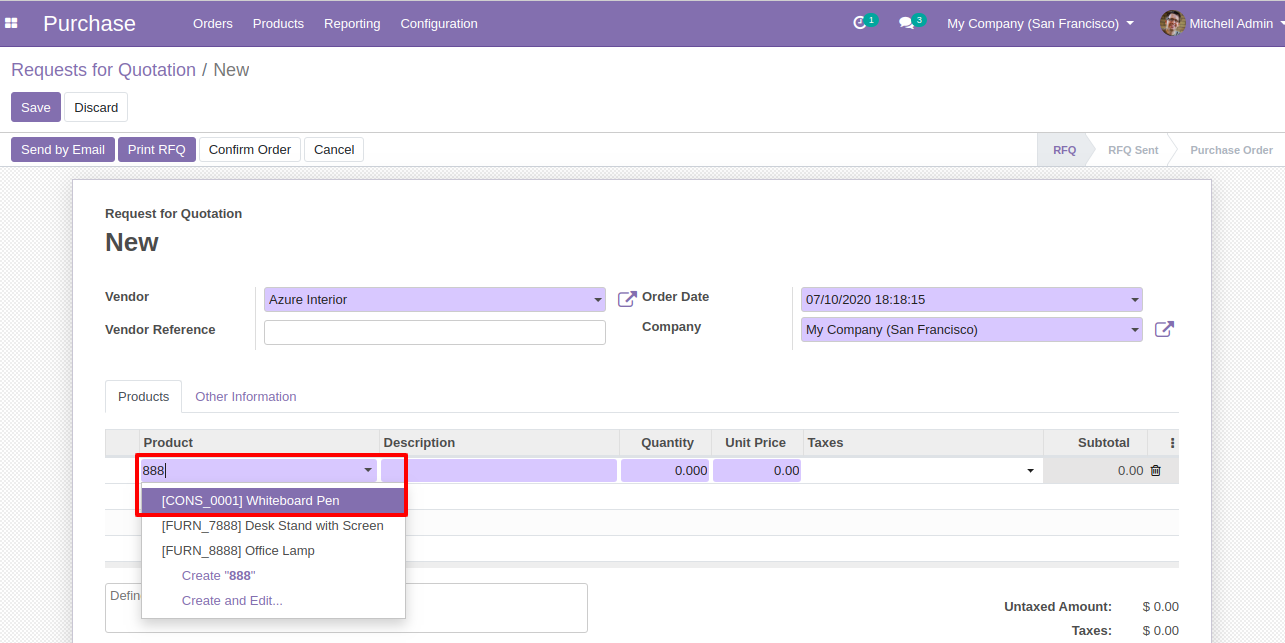 Purchase Orders Products Reporting Configuration 1 3 My Company (San Francisco) Mitchell Admin
Requests for Quotation / New
Save Discard
Send by Email Print RFQ Confirm Order Cancel RFQ RFQ Sent Purchase Order
Request for Quotation
New
Vendor Azure Interior Order Date 07/10/2020 18:18:15
Vendor Reference Company My Company (San Francisco)
Products Other Information
Product Description Quantity Unit Price Taxes Subtotal
888 0.000 0.00 0.00
[CONS_0001] Whiteboard Pen
[FURN_7888] Desk Stand with Screen
[FURN_8888] Office Lamp
Create "888"
Create and Edit...
Defin
Untaxed Amount: $ 0.00
Taxes: $ 0.00